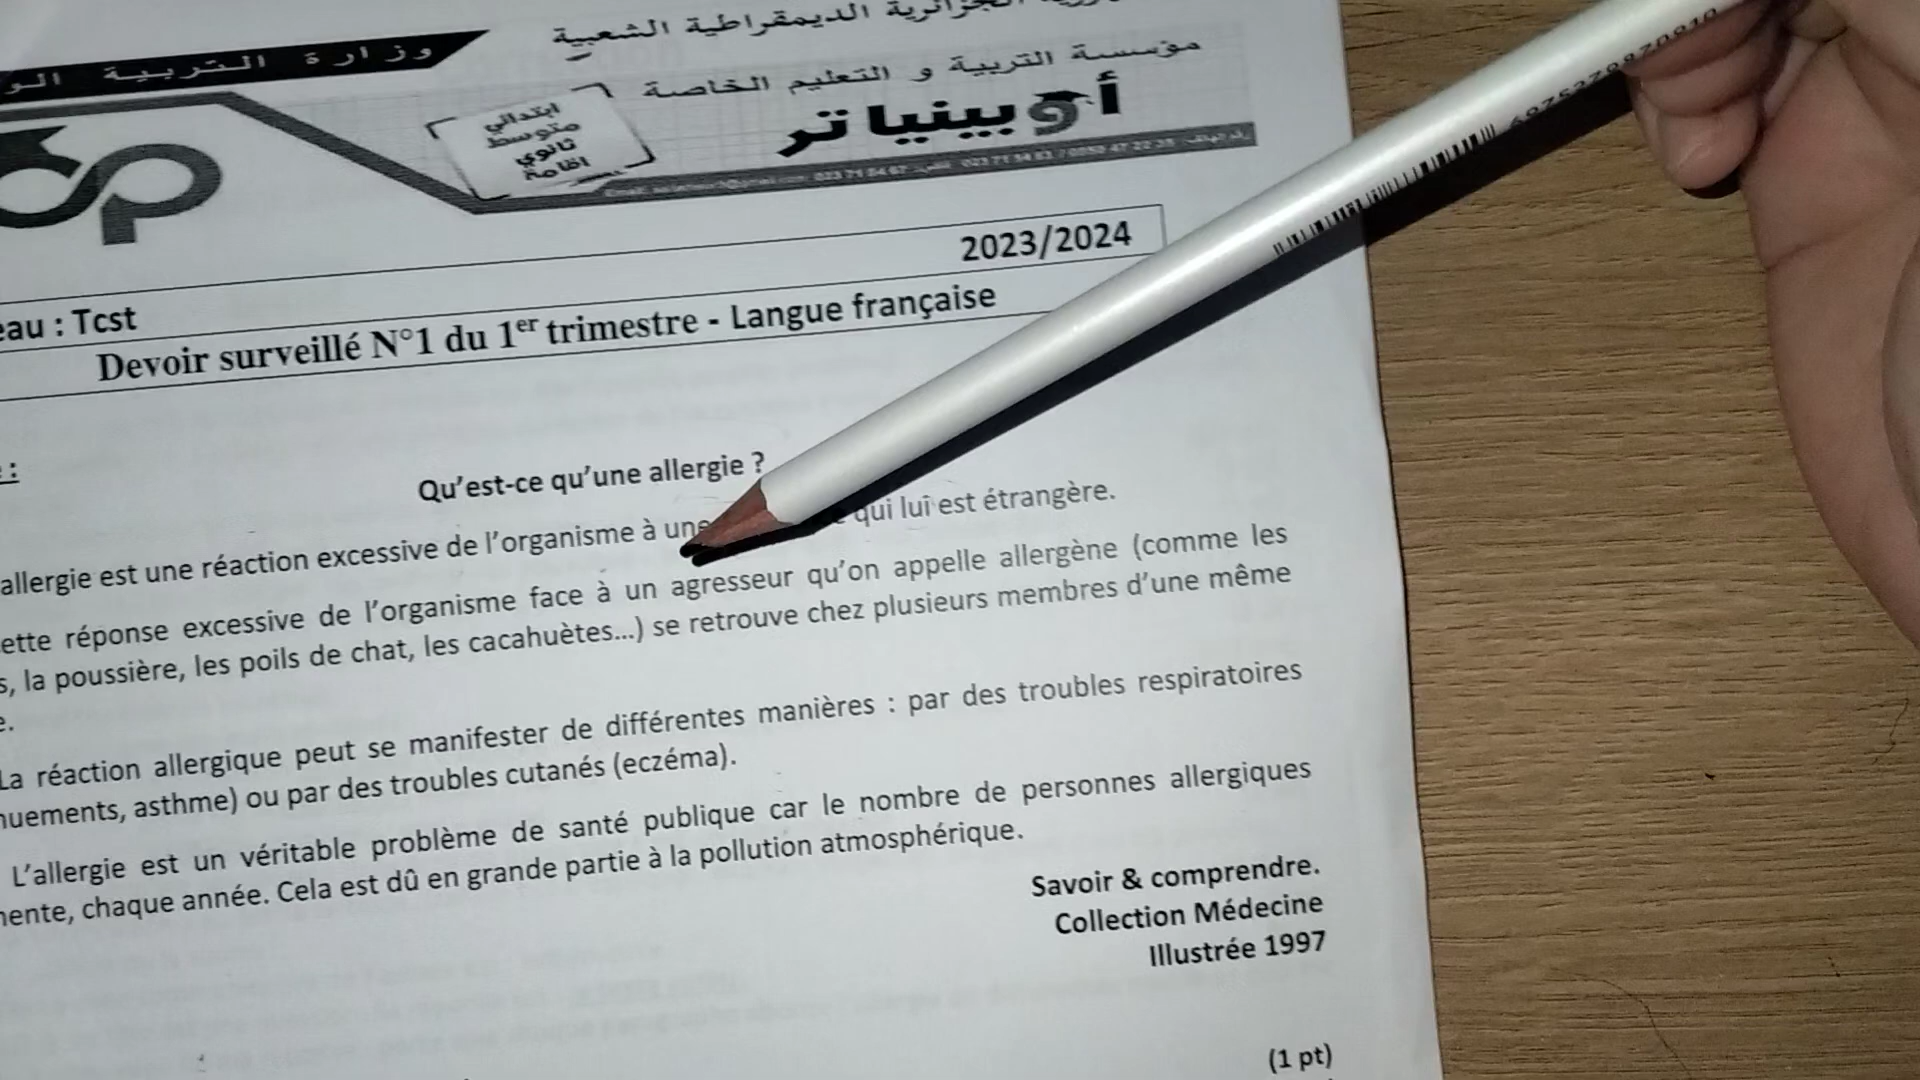 الجزائرية الديمقراطية الشعبية
وزارة التربية
مؤسسة التربية و التعليم الخاصة
أوبينيا تر
ابتدائي
متوسط
ثانوي
إقامة
2023/2024
eau : Tcst
Devoir surveillé N°1 du 1er trimestre - Langue française
Qu'est-ce qu'une allergie ?
allergie est une réaction excessive de l'organisme à une qui lui est étrangère.
ette réponse excessive de l'organisme face à un agresseur qu'on appelle allergène (comme les
s, la poussière, les poils de chat, les cacahuètes...) se retrouve chez plusieurs membres d'une même
e.
La réaction allergique peut se manifester de différentes manières : par des troubles respiratoires
nuements, asthme) ou par des troubles cutanés (eczéma).
L'allergie est un véritable problème de santé publique car le nombre de personnes allergiques
mente, chaque année. Cela est dû en grande partie à la pollution atmosphérique.
Savoir & comprendre.
Collection Médecine
Illustrée 1997
(1 pt)